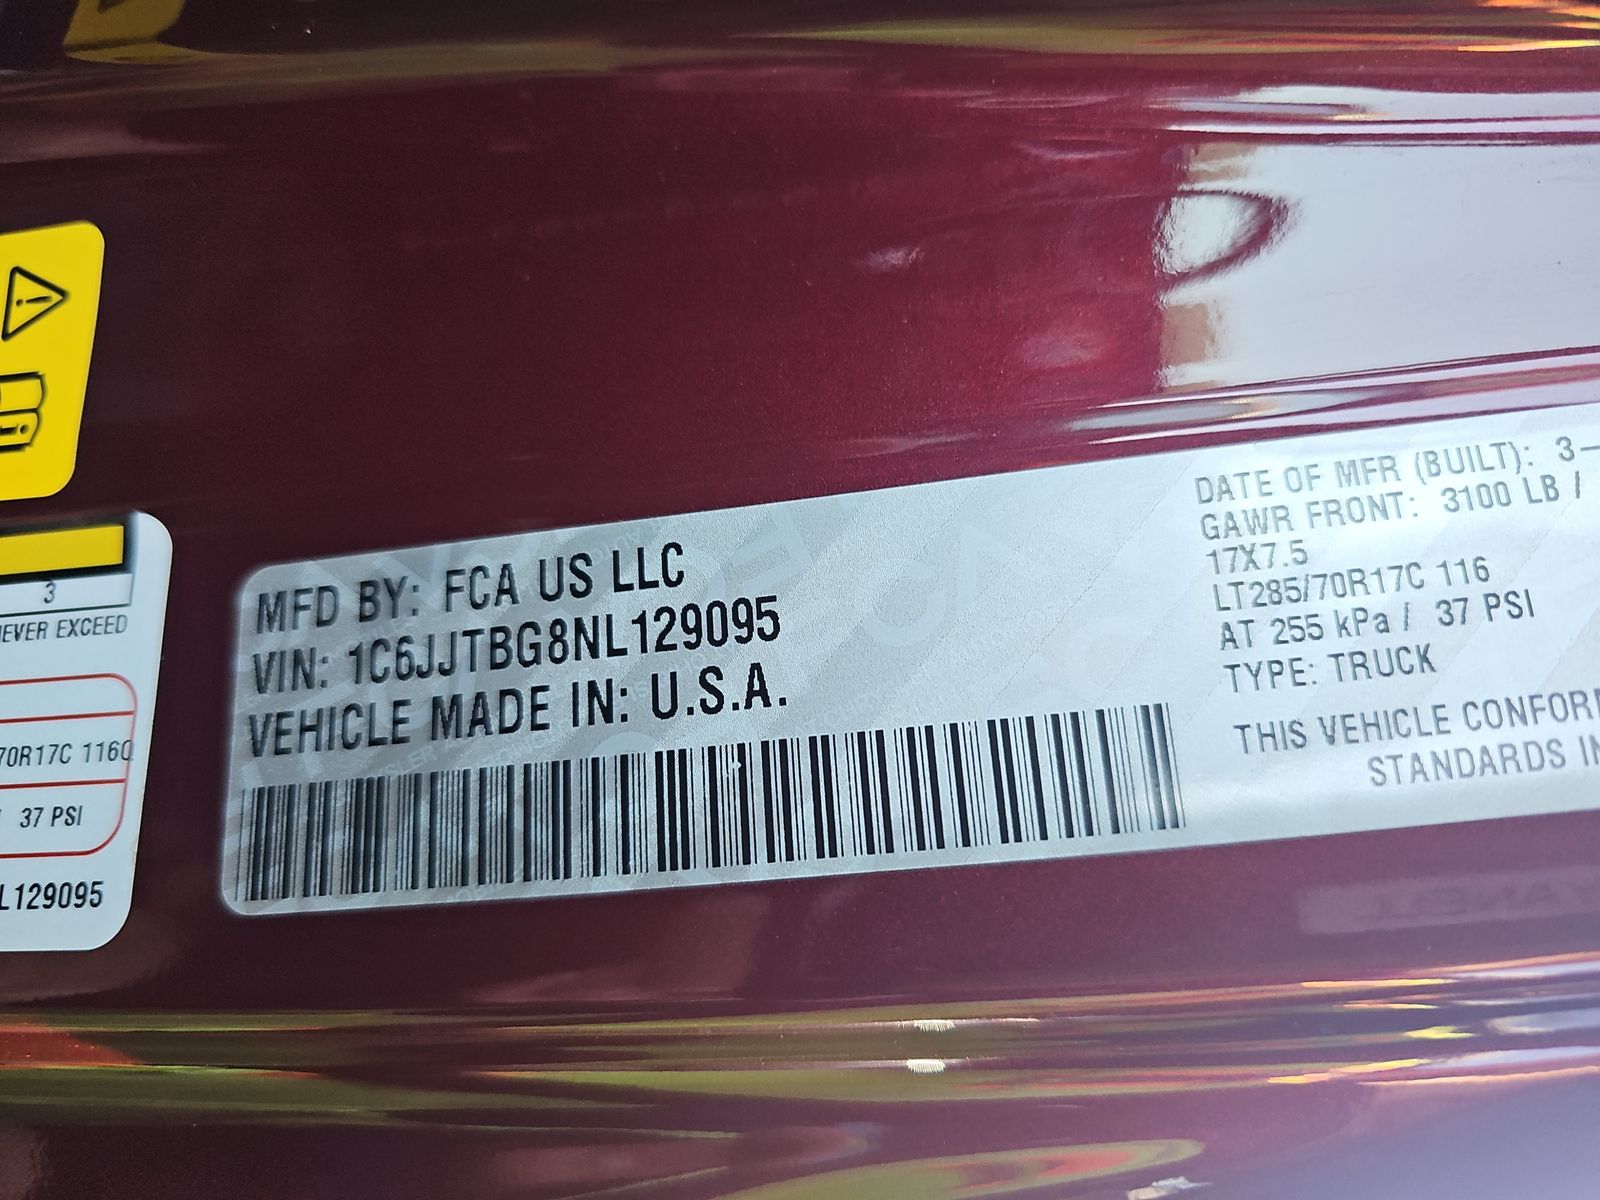 MFD BY: FCA US LLC
VIN: 1C6JJTBG8NL129095
VEHICLE MADE IN: U.S.A.
DATE OF MFR (BUILT): 3-
GAWR FRONT: 3100 LB /
17X7.5
LT285/70R17C 116
AT 255 kPa / 37 PSI
TYPE: TRUCK
THIS VEHICLE CONFOR
STANDARDS IN
3
NEVER EXCEED
70R17C 116Q
37 PSI
L129095